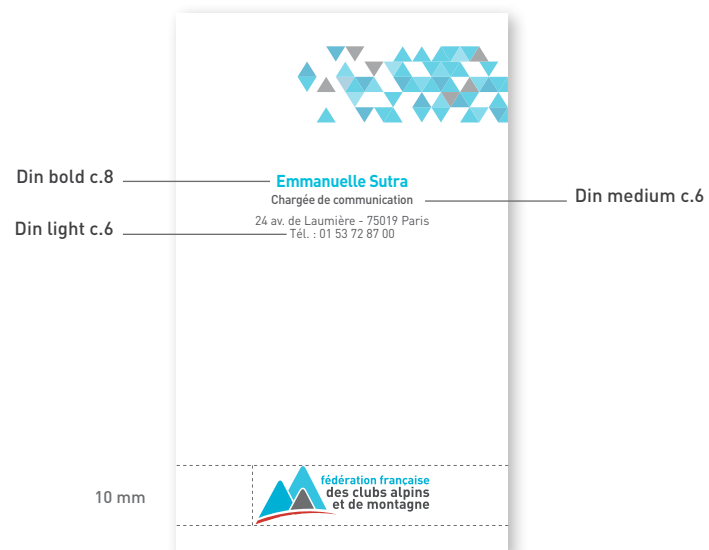 Din bold c.8
Emmanuelle Sutra
Chargée de communication
Din medium c.6
24 av. de Laumière - 75019 Paris
Din light c.6
Tél. : 01 53 72 87 00
10 mm
fédération française
des clubs alpins
et de montagne